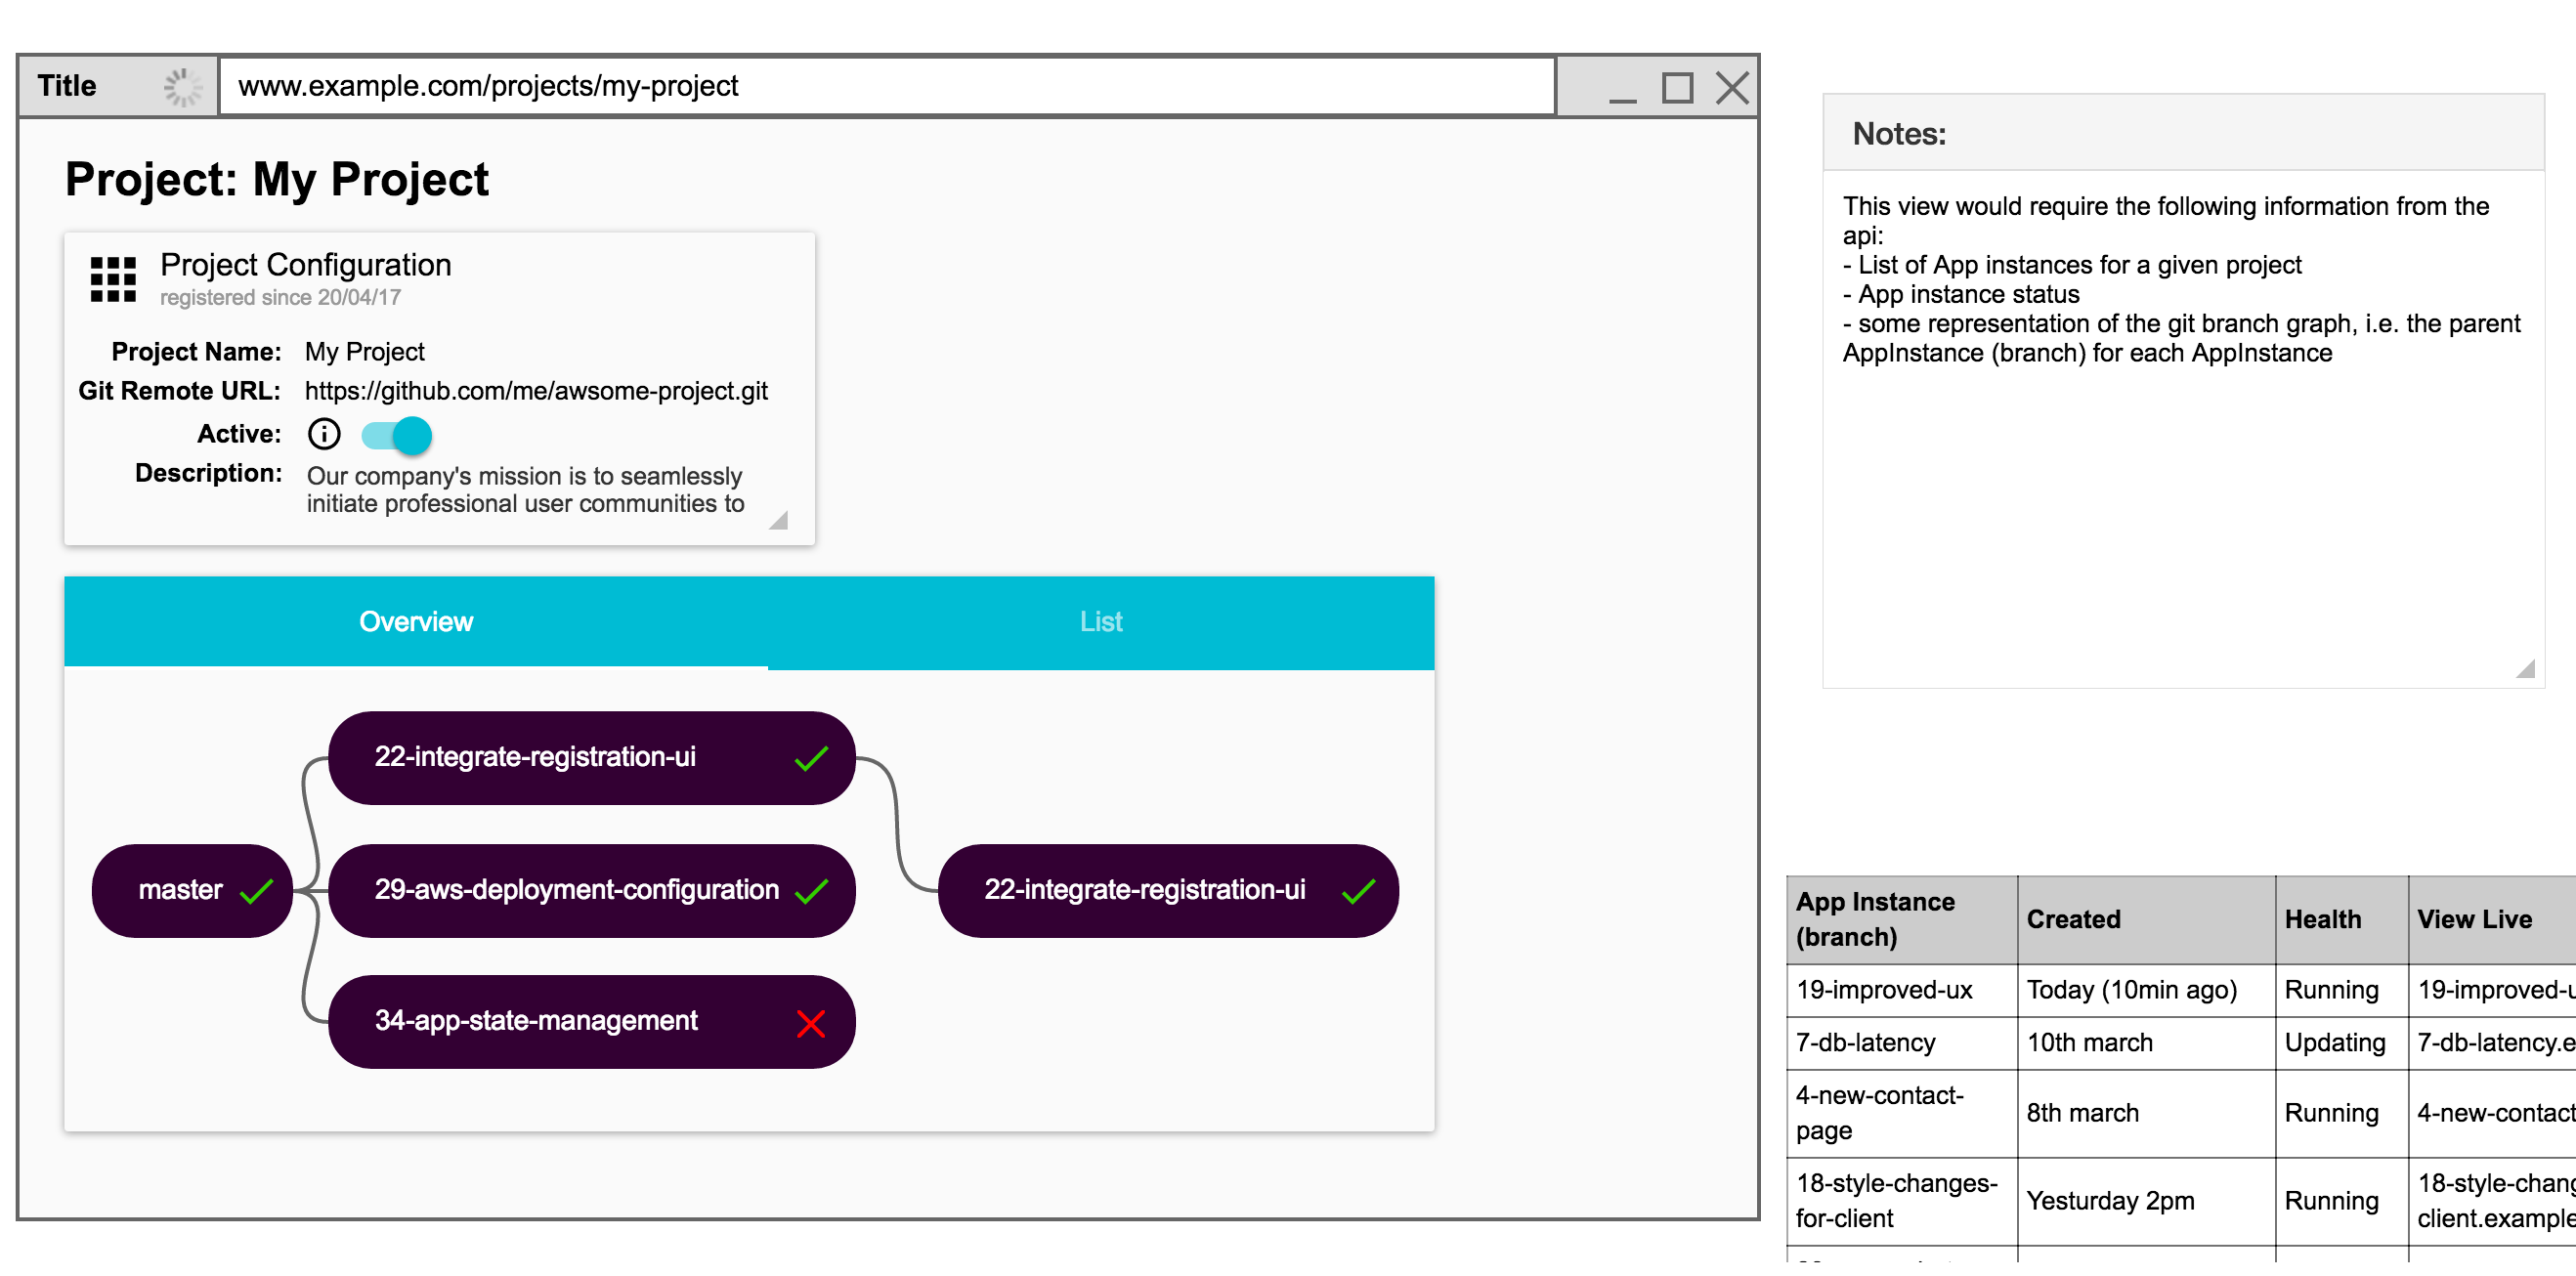 Title
www.example.com/projects/my-project
Project: My Project
Project Configuration
registered since 20/04/17
Project Name: My Project
Git Remote URL: https://github.com/me/awsome-project.git
Active:
Description: Our company's mission is to seamlessly
initiate professional user communities to
Overview List
22-integrate-registration-ui
master
29-aws-deployment-configuration
22-integrate-registration-ui
34-app-state-management
Notes:
This view would require the following information from the
api:
- List of App instances for a given project
- App instance status
- some representation of the git branch graph, i.e. the parent
AppInstance (branch) for each AppInstance
App Instance
(branch) Created Health View Live
19-improved-ux Today (10min ago) Running 19-improved-u
7-db-latency 10th march Updating 7-db-latency.e
4-new-contact-
page 8th march Running 4-new-contact
18-style-changes-
for-client Yesturday 2pm Running 18-style-chang
client.example